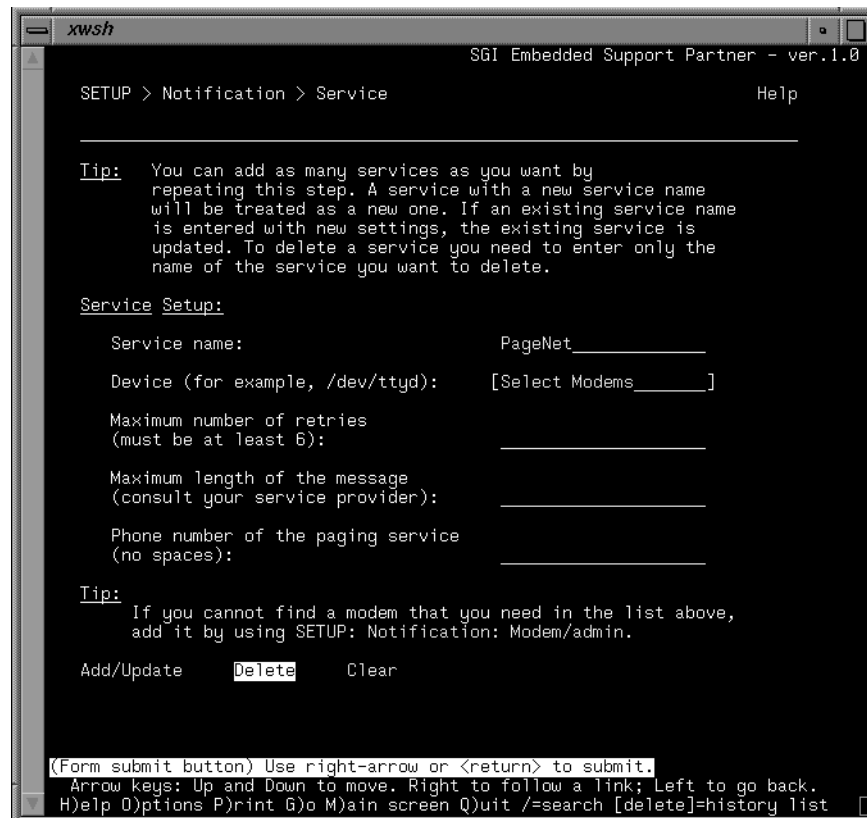 xwsh
SGI Embedded Support Partner - ver.1.0
SETUP > Notification > Service Help
Tip: You can add as many services as you want by
repeating this step. A service with a new service name
will be treated as a new one. If an existing service name
is entered with new settings, the existing service is
updated. To delete a service you need to enter only the
name of the service you want to delete.
Service Setup:
Service name: PageNet_____________
Device (for example, /dev/ttyd): [Select Modems_______]
Maximum number of retries
(must be at least 6): ____________________
Maximum length of the message
(consult your service provider): ____________________
Phone number of the paging service
(no spaces): ____________________
Tip:
If you cannot find a modem that you need in the list above,
add it by using SETUP: Notification: Modem/admin.
Add/Update Delete Clear
(Form submit button) Use right-arrow or <return> to submit.
Arrow keys: Up and Down to move. Right to follow a link; Left to go back.
H)elp O)ptions P)rint G)o M)ain screen Q)uit /=search [delete]=history list